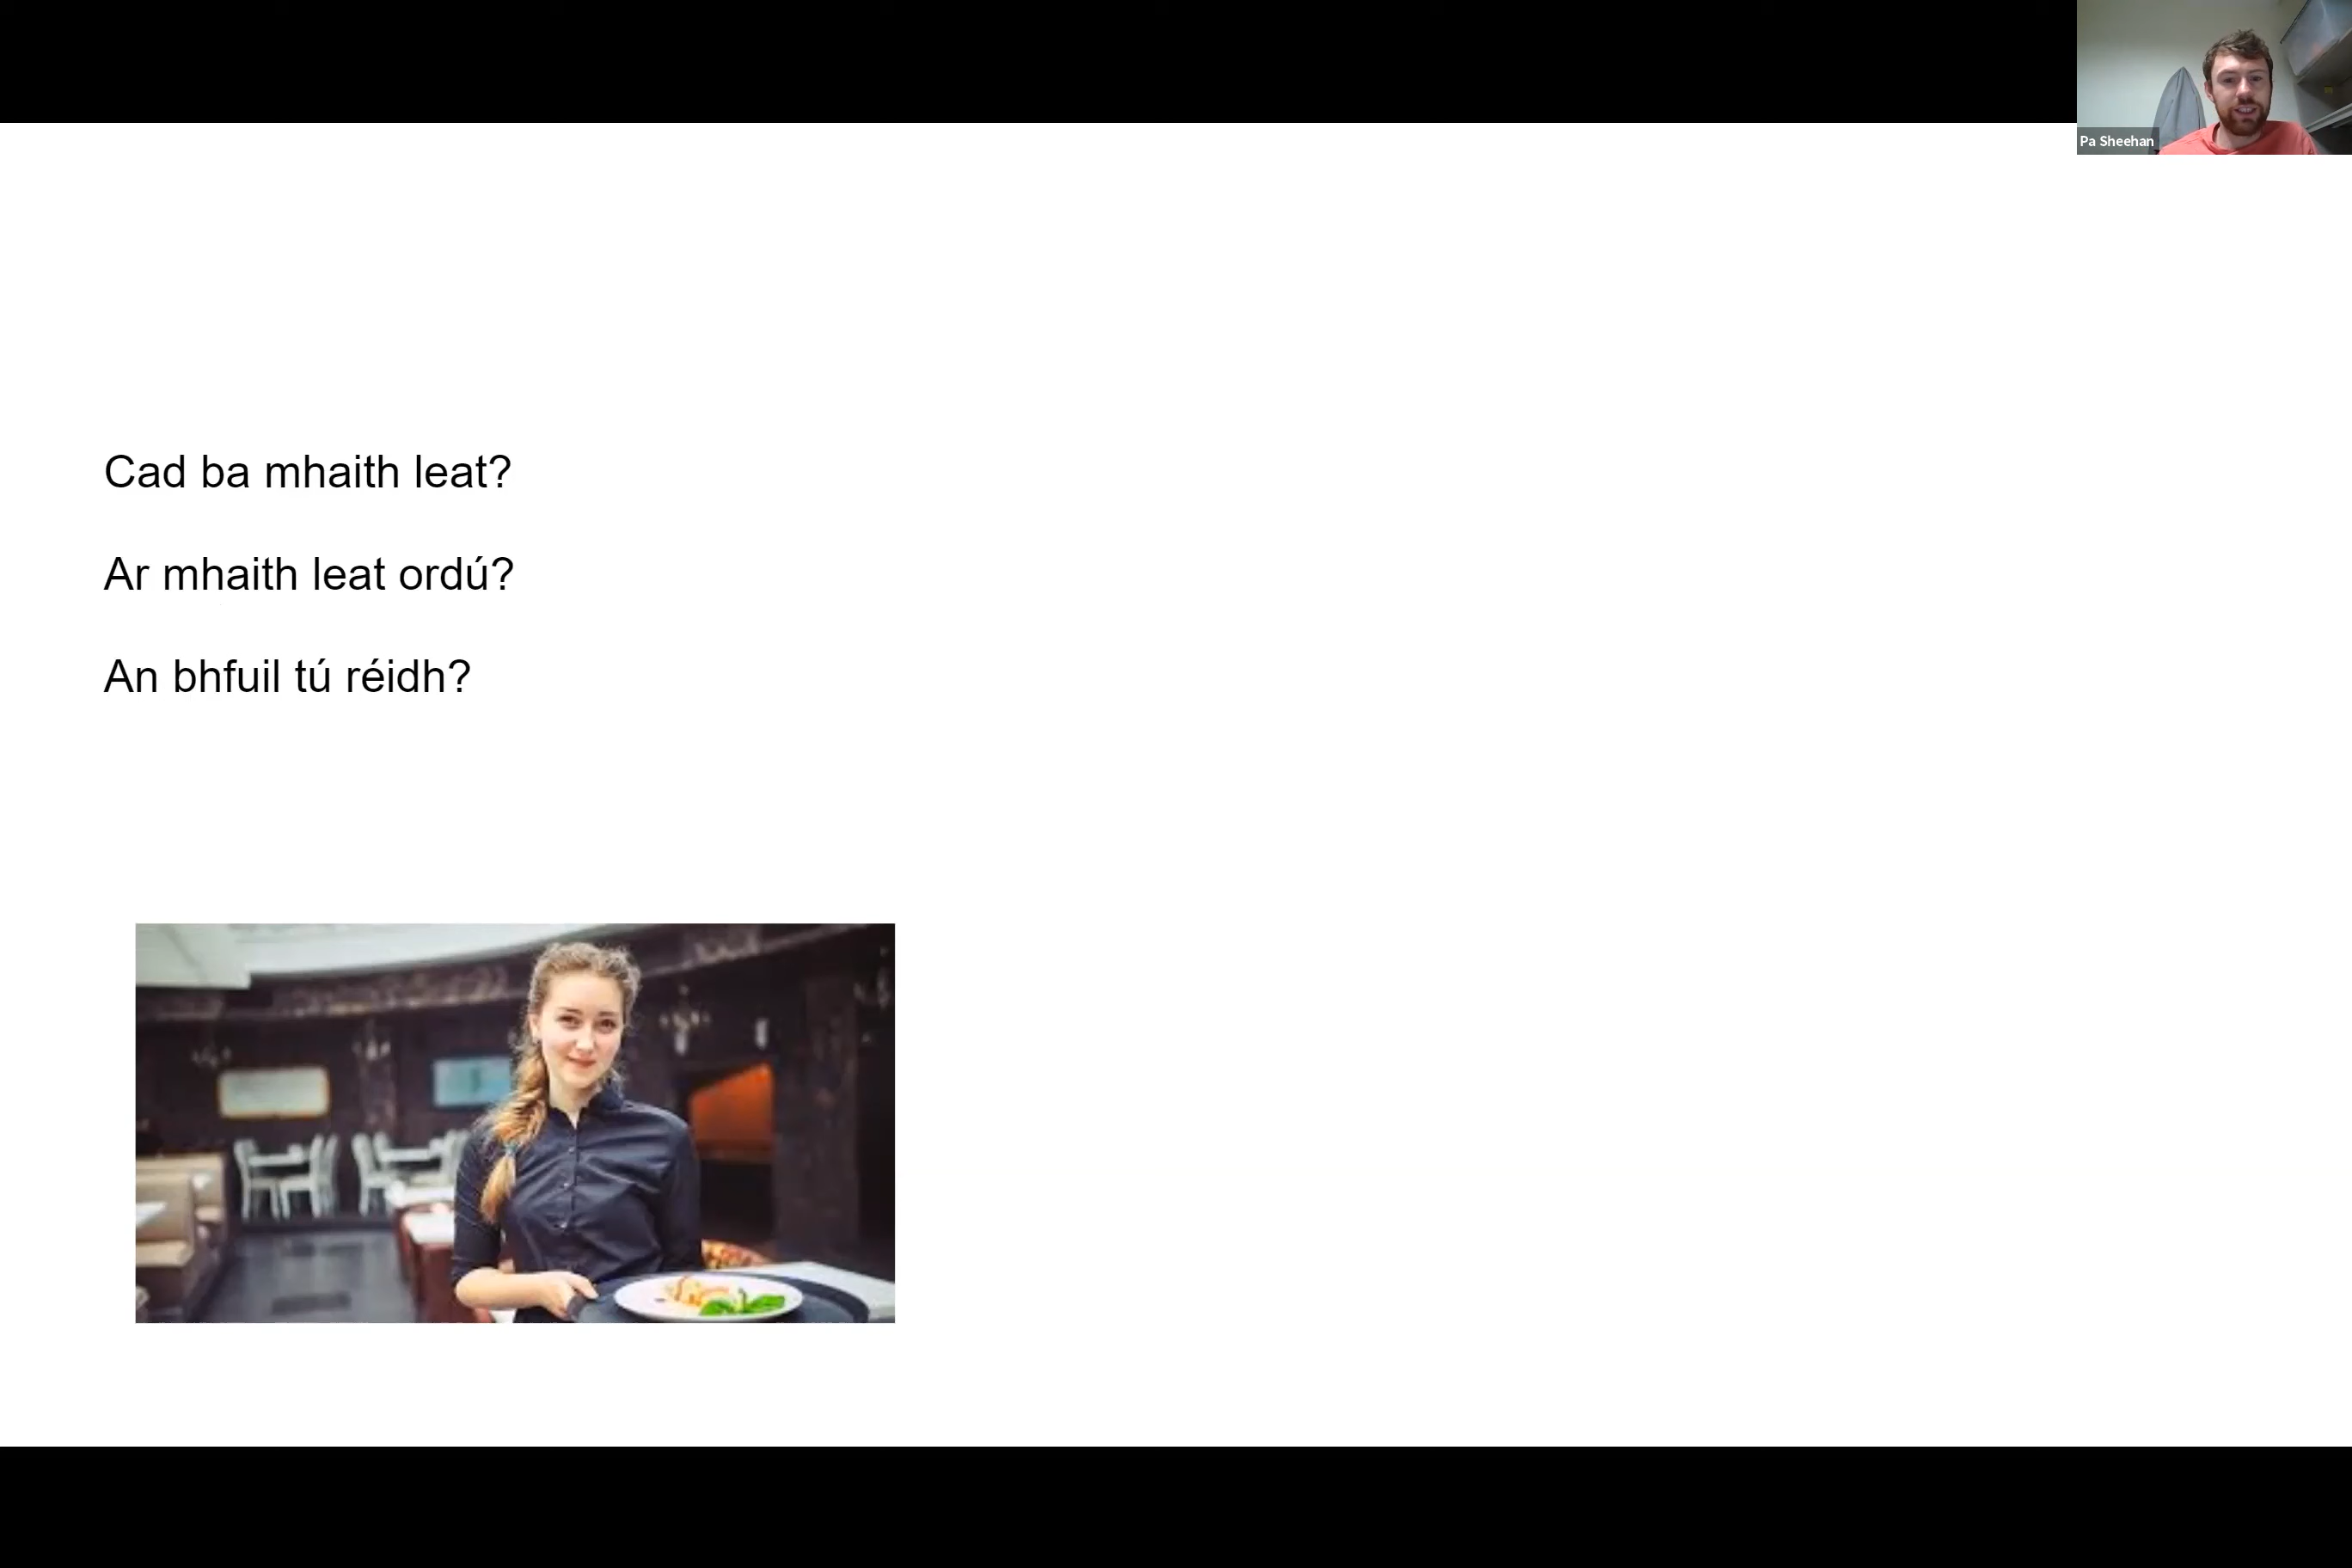 Pa Sheehan
Cad ba mhaith leat?
Ar mhaith leat ordú?
An bhfuil tú réidh?